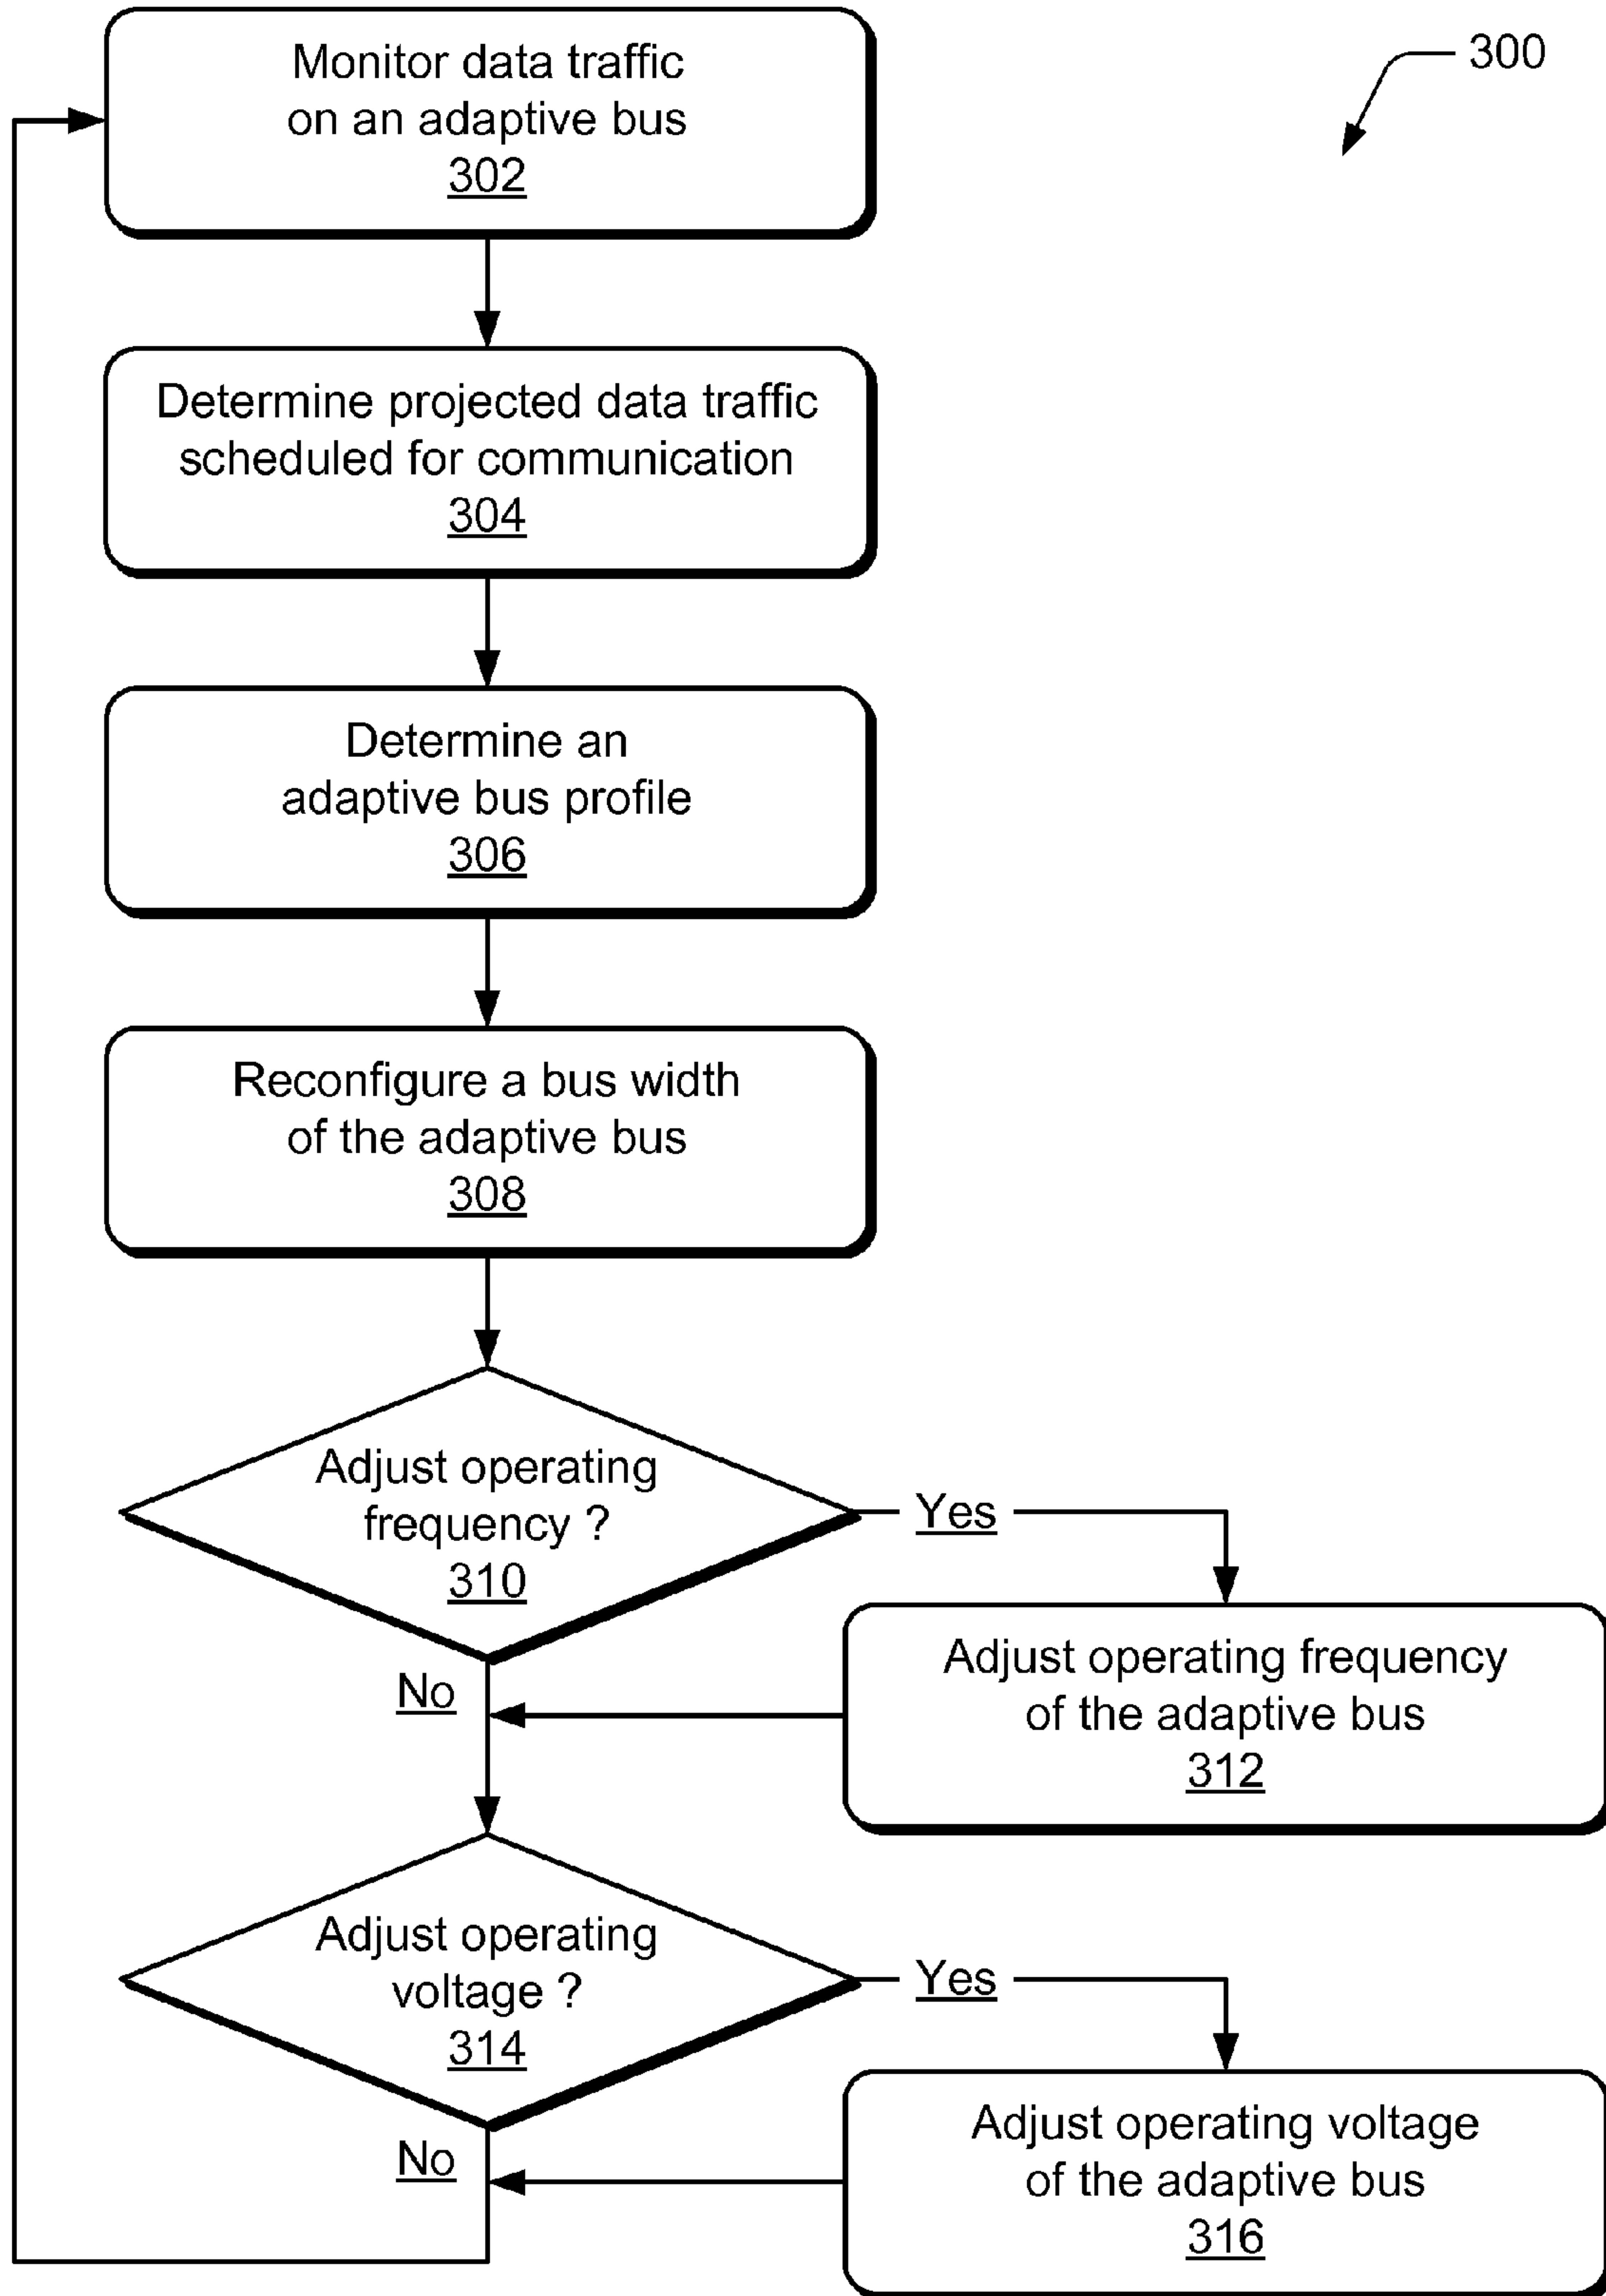 Monitor data traffic
on an adaptive bus
302
300
Determine projected data traffic
scheduled for communication
304
Determine an
adaptive bus profile
306
Reconfigure a bus width
of the adaptive bus
308
Adjust operating
frequency ?
310
Yes
No
Adjust operating frequency
of the adaptive bus
312
Adjust operating
voltage ?
314
Yes
No
Adjust operating voltage
of the adaptive bus
316